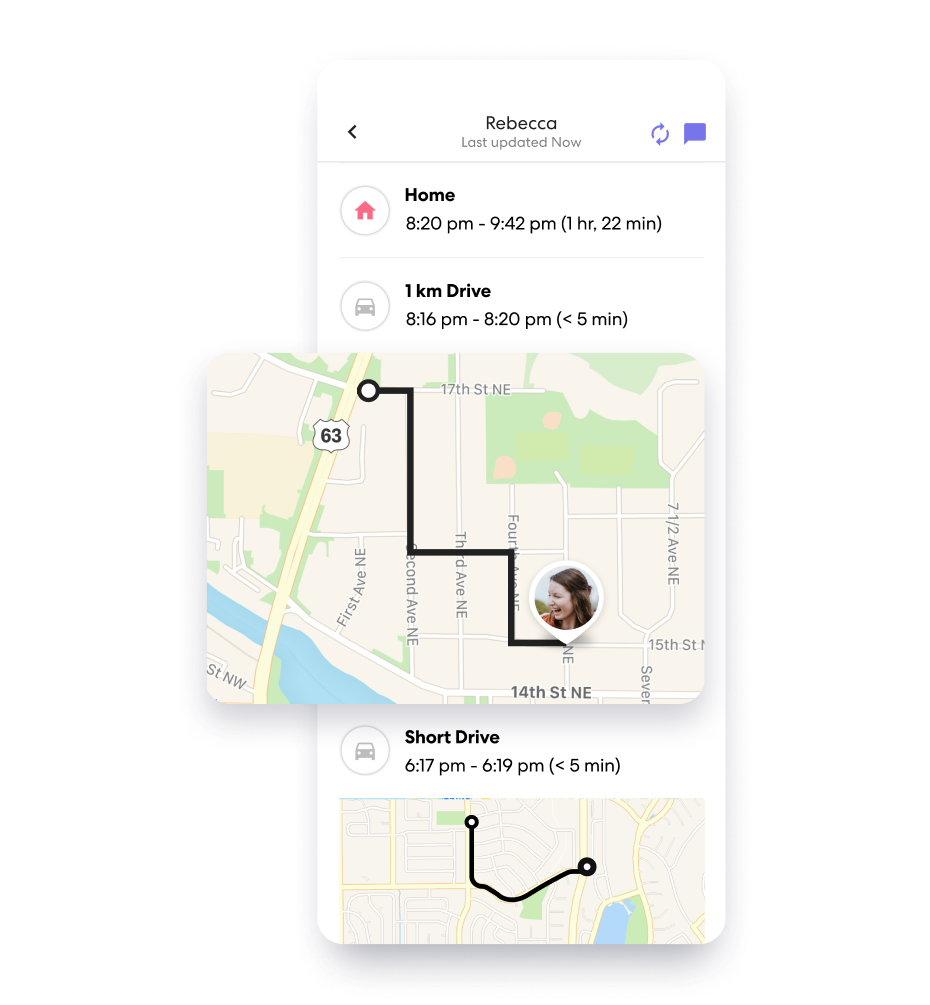 Rebecca
Last updated Now
Home
8:20 pm - 9:42 pm (1 hr, 22 min)
1 km Drive
8:16 pm - 8:20 pm (< 5 min)
17th St NE
63
First Ave NE
Second Ave NE
Third Ave NE
Fourth Ave NE
7 1/2 Ave NE
NE
15th St N
St NW
14th St NE
Seven
Short Drive
6:17 pm - 6:19 pm (< 5 min)